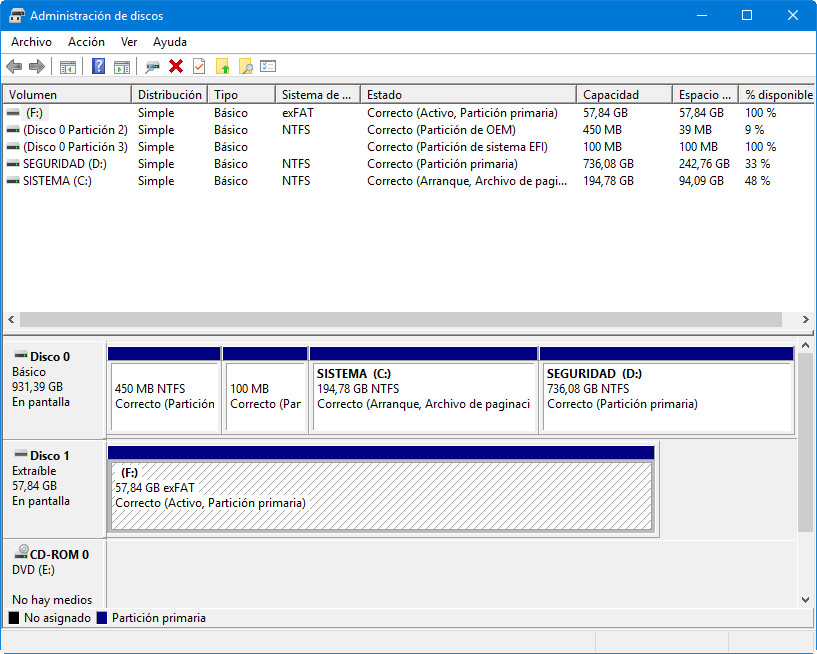 Administración de discos
Archivo Acción Ver Ayuda
Volumen Distribución Tipo Sistema de ... Estado Capacidad Espacio ... % disponible
(F:) Simple Básico exFAT Correcto (Activo, Partición primaria) 57,84 GB 57,84 GB 100 %
(Disco 0 Partición 2) Simple Básico NTFS Correcto (Partición de OEM) 450 MB 39 MB 9 %
(Disco 0 Partición 3) Simple Básico Correcto (Partición de sistema EFI) 100 MB 100 MB 100 %
SEGURIDAD (D:) Simple Básico NTFS Correcto (Partición primaria) 736,08 GB 242,76 GB 33 %
SISTEMA (C:) Simple Básico NTFS Correcto (Arranque, Archivo de pagi... 194,78 GB 94,09 GB 48 %
Disco 0
Básico
931,39 GB
En pantalla
450 MB NTFS
Correcto (Partición
100 MB
Correcto (Par
SISTEMA (C:)
194,78 GB NTFS
Correcto (Arranque, Archivo de paginaci
SEGURIDAD (D:)
736,08 GB NTFS
Correcto (Partición primaria)
Disco 1
Extraíble
57,84 GB
En pantalla
(F:)
57,84 GB exFAT
Correcto (Activo, Partición primaria)
CD-ROM 0
DVD (E:)
No hay medios
No asignado Partición primaria